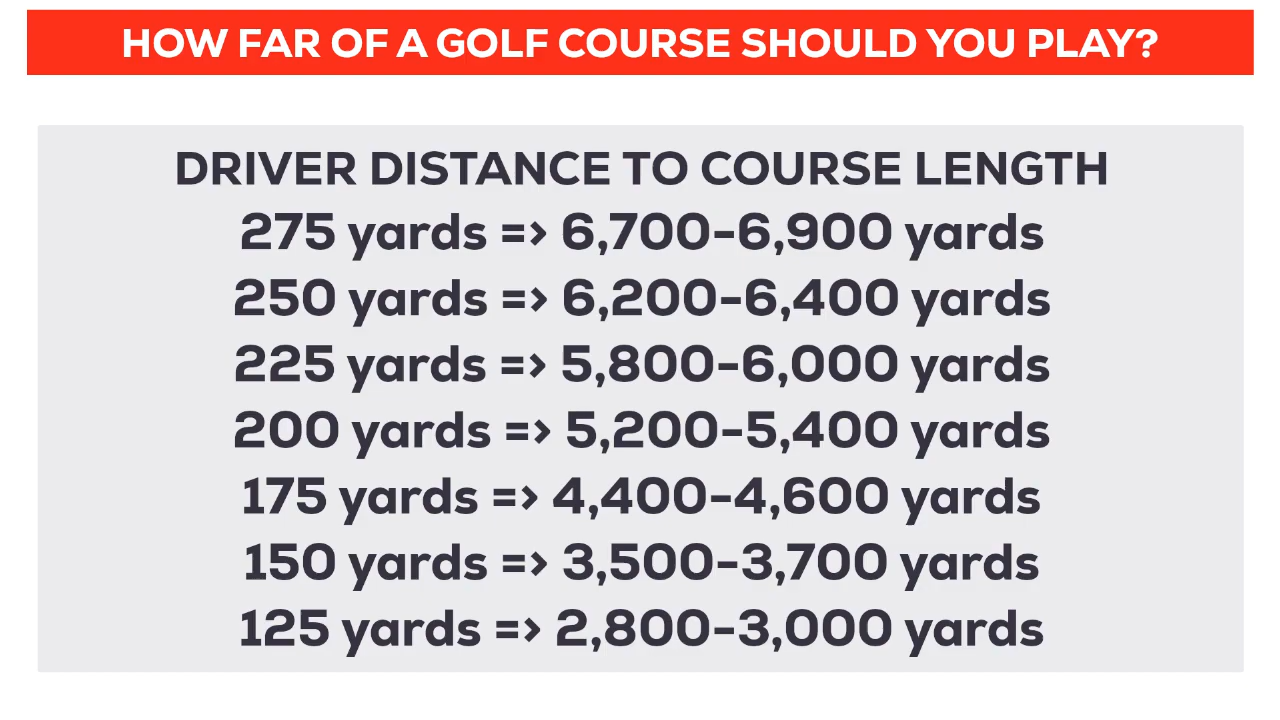 HOW FAR OF A GOLF COURSE SHOULD YOU PLAY?
DRIVER DISTANCE TO COURSE LENGTH
275 yards => 6,700-6,900 yards
250 yards => 6,200-6,400 yards
225 yards => 5,800-6,000 yards
200 yards => 5,200-5,400 yards
175 yards => 4,400-4,600 yards
150 yards => 3,500-3,700 yards
125 yards => 2,800-3,000 yards